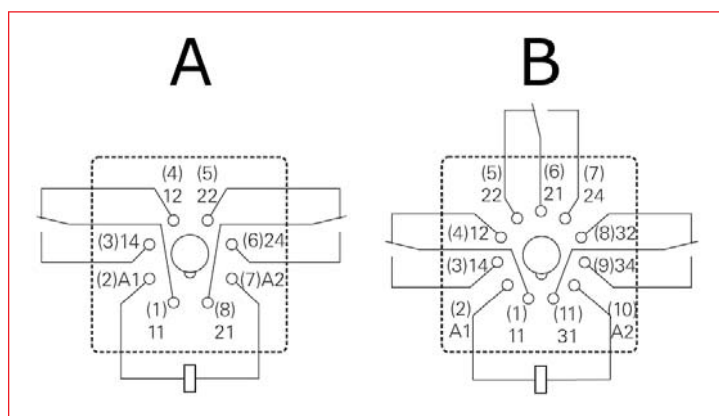 A
(4) (5)
12 22
(3)14 (6)24
(2)A1 (7)A2
(1) (8)
11 21
B
(6)
(5) 21 (7)
22 24
(4)12 (8)32
(3)14 (9)34
(2) (1) (11) (10)
A1 11 31 A2